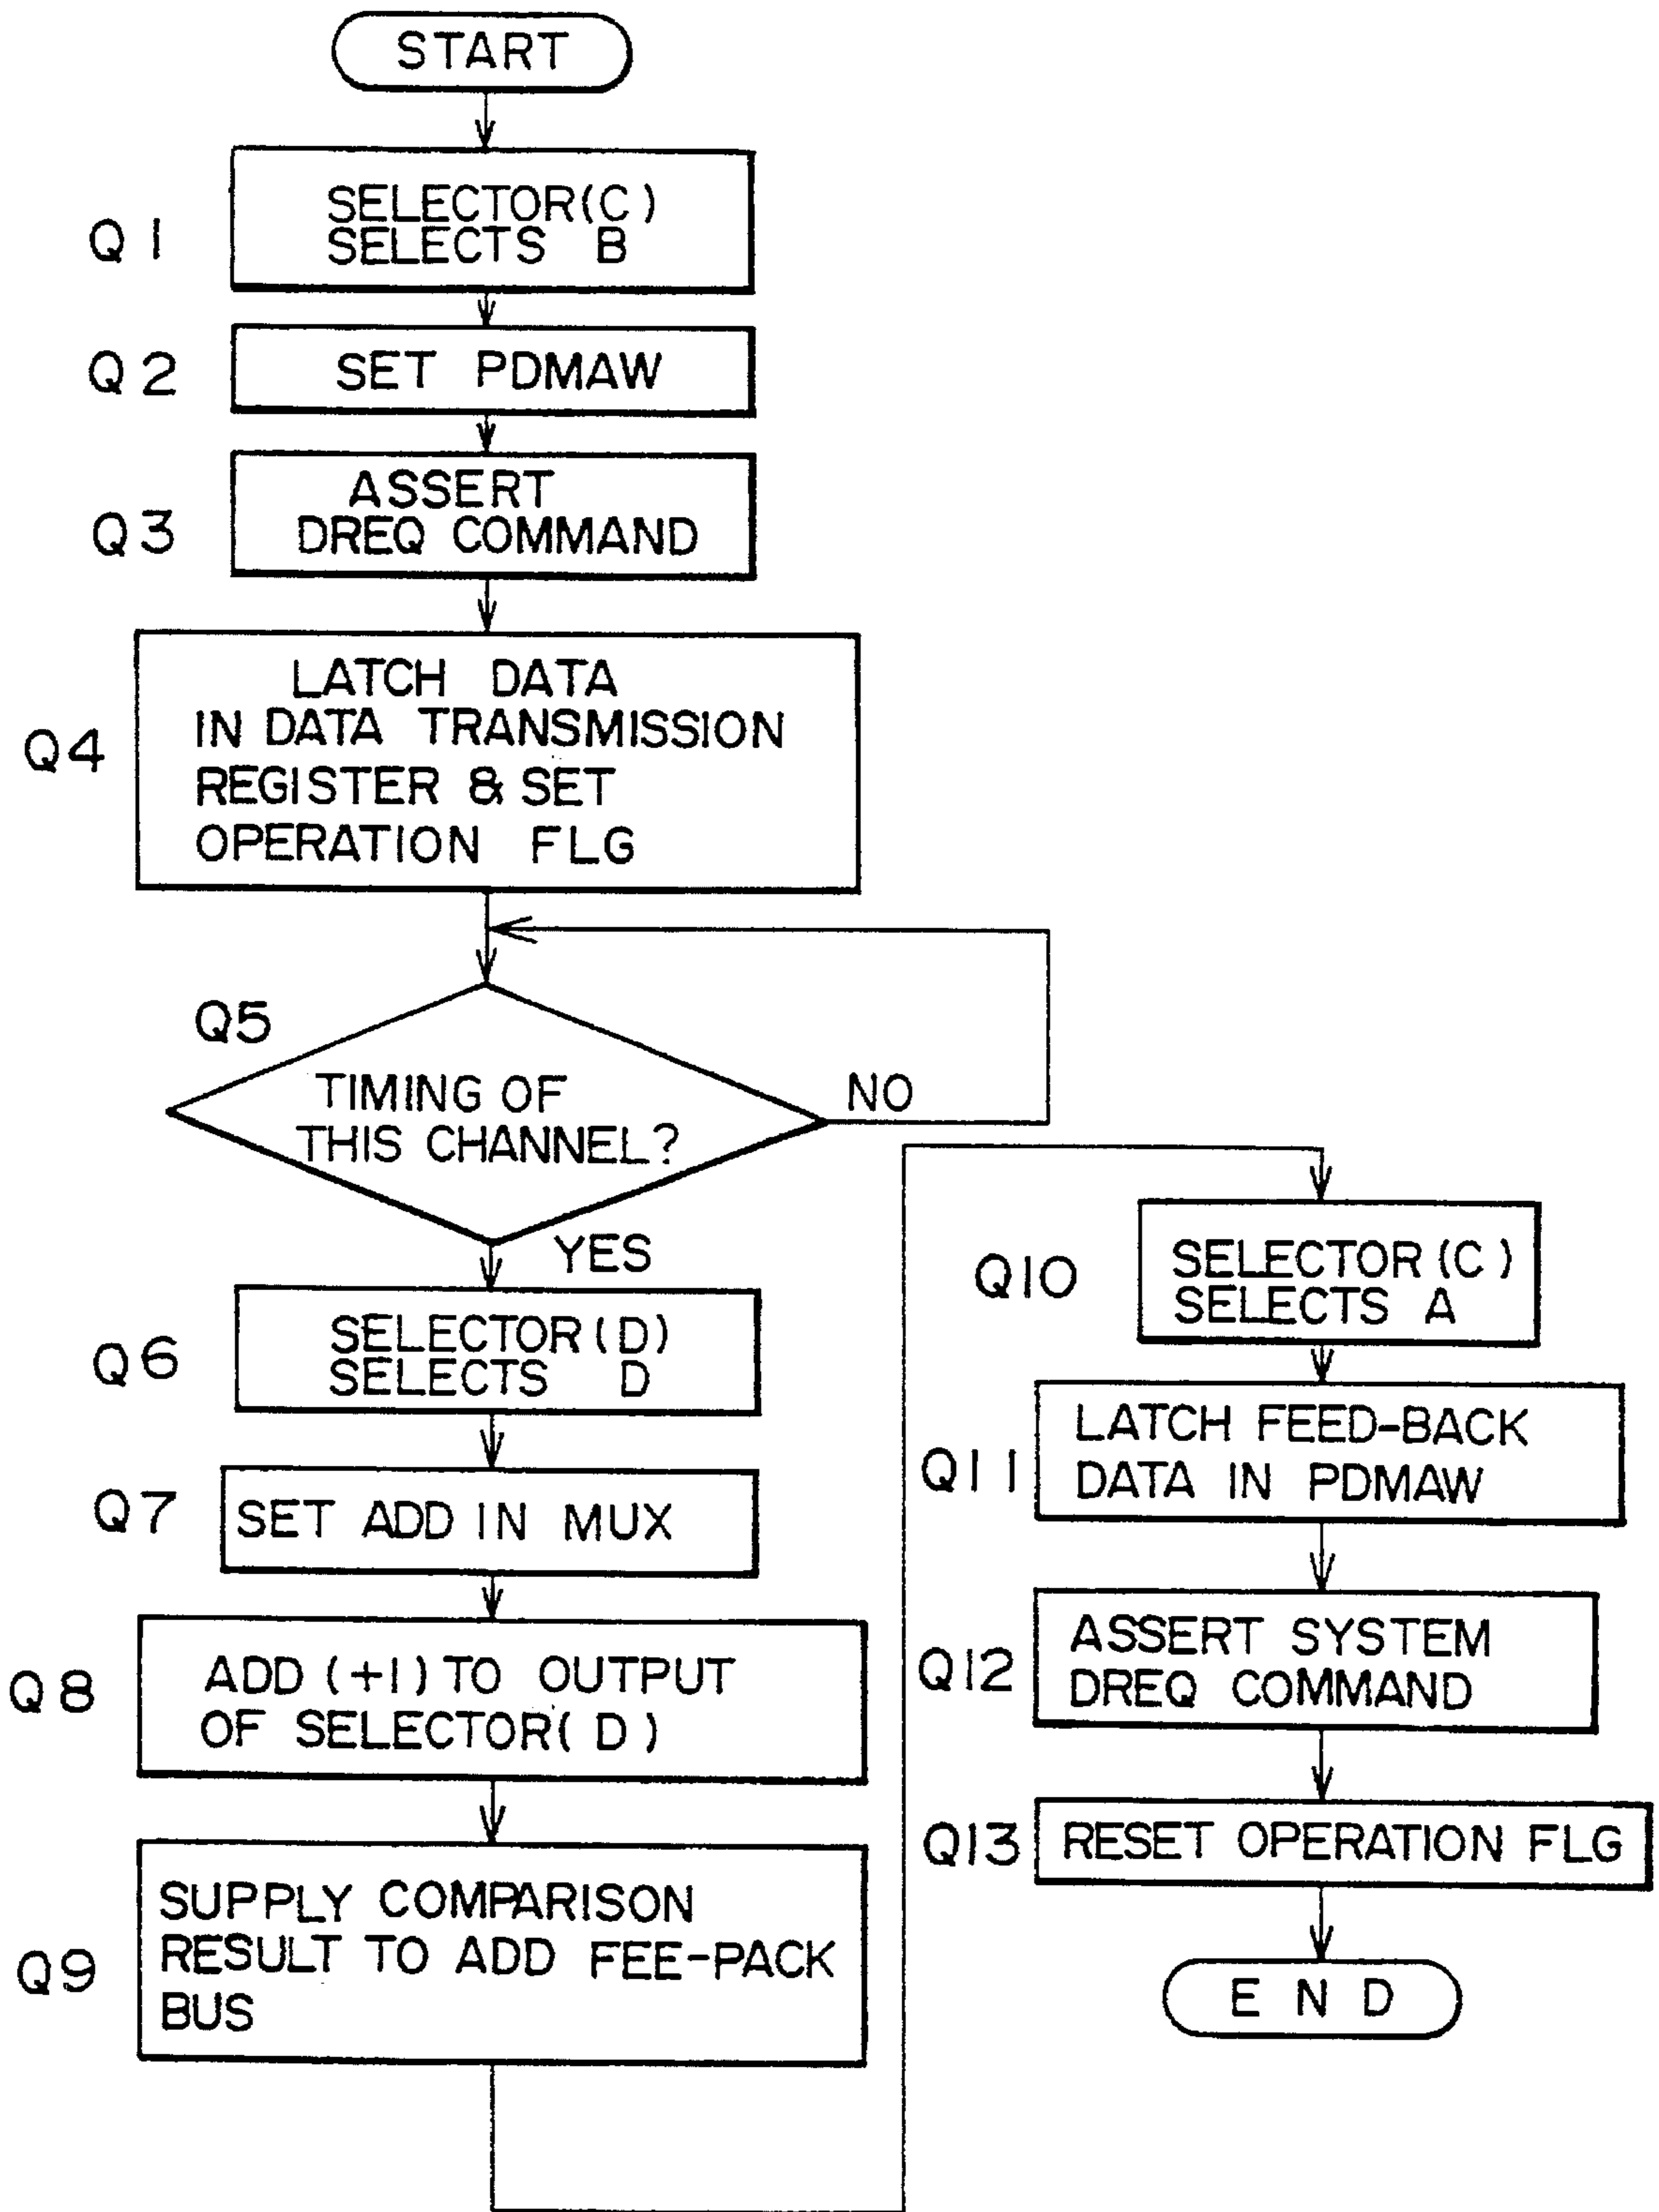 START
Q1
SELECTOR(C)
SELECTS B
Q2
SET PDMAW
Q3
ASSERT
DREQ COMMAND
Q4
LATCH DATA
IN DATA TRANSMISSION
REGISTER & SET
OPERATION FLG
Q5
TIMING OF
THIS CHANNEL?
NO
YES
Q6
SELECTOR(D)
SELECTS D
Q7
SET ADD IN MUX
Q8
ADD (+1) TO OUTPUT
OF SELECTOR(D)
Q9
SUPPLY COMPARISON
RESULT TO ADD FEE-PACK
BUS
Q10
SELECTOR(C)
SELECTS A
Q11
LATCH FEED-BACK
DATA IN PDMAW
Q12
ASSERT SYSTEM
DREQ COMMAND
Q13
RESET OPERATION FLG
END